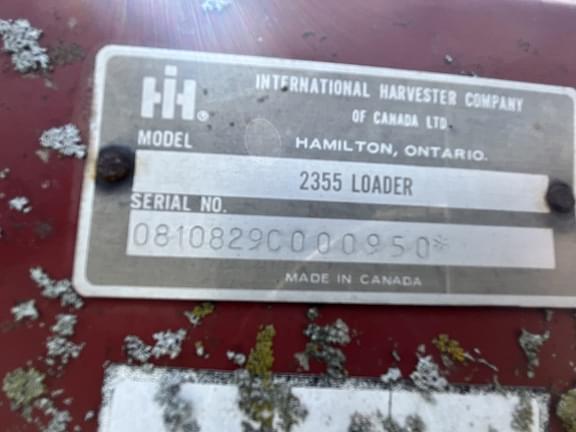 IH®
INTERNATIONAL HARVESTER COMPANY
OF CANADA LTD.
HAMILTON, ONTARIO.
MODEL
2355 LOADER
SERIAL NO.
0810829C000950*
MADE IN CANADA